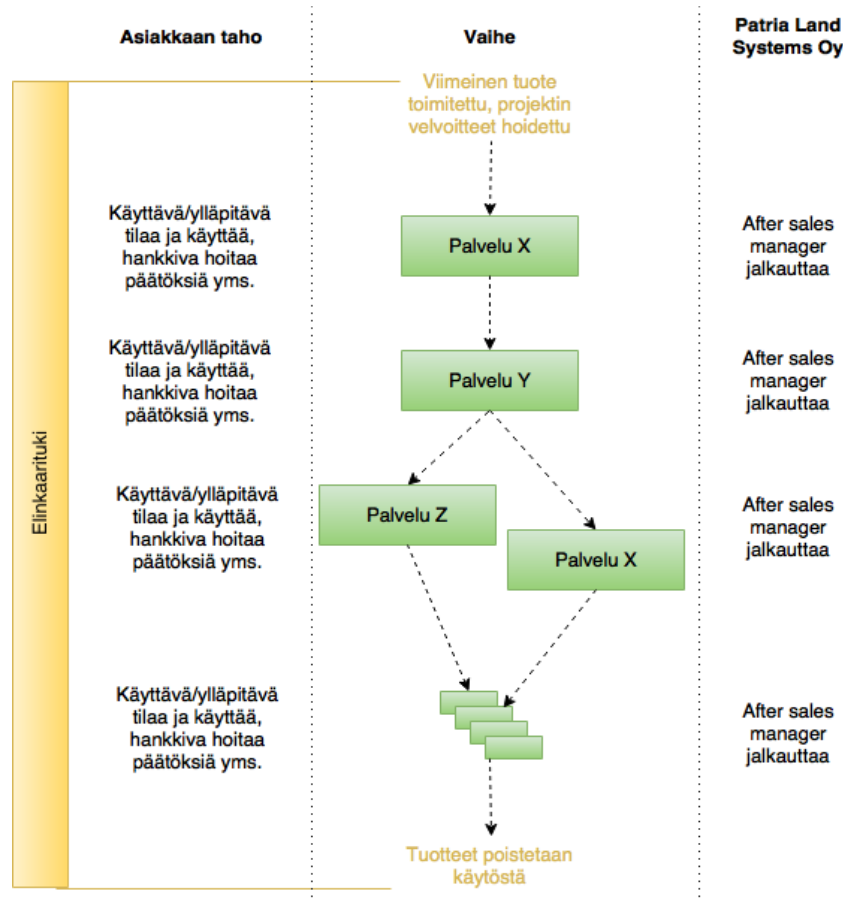 Asiakkaan taho
Vaihe
Patria Land
Systems Oy
Viimeinen tuote
toimitettu, projektin
velvoitteet hoidettu
Elinkaarituki
Käyttävä/ylläpitävä
tilaa ja käyttää,
hankkiva hoitaa
päätöksiä yms.
Palvelu X
After sales
manager
jalkauttaa
Käyttävä/ylläpitävä
tilaa ja käyttää,
hankkiva hoitaa
päätöksiä yms.
Palvelu Y
After sales
manager
jalkauttaa
Käyttävä/ylläpitävä
tilaa ja käyttää,
hankkiva hoitaa
päätöksiä yms.
Palvelu Z
Palvelu X
After sales
manager
jalkauttaa
Käyttävä/ylläpitävä
tilaa ja käyttää,
hankkiva hoitaa
päätöksiä yms.
After sales
manager
jalkauttaa
Tuotteet poistetaan
käytöstä